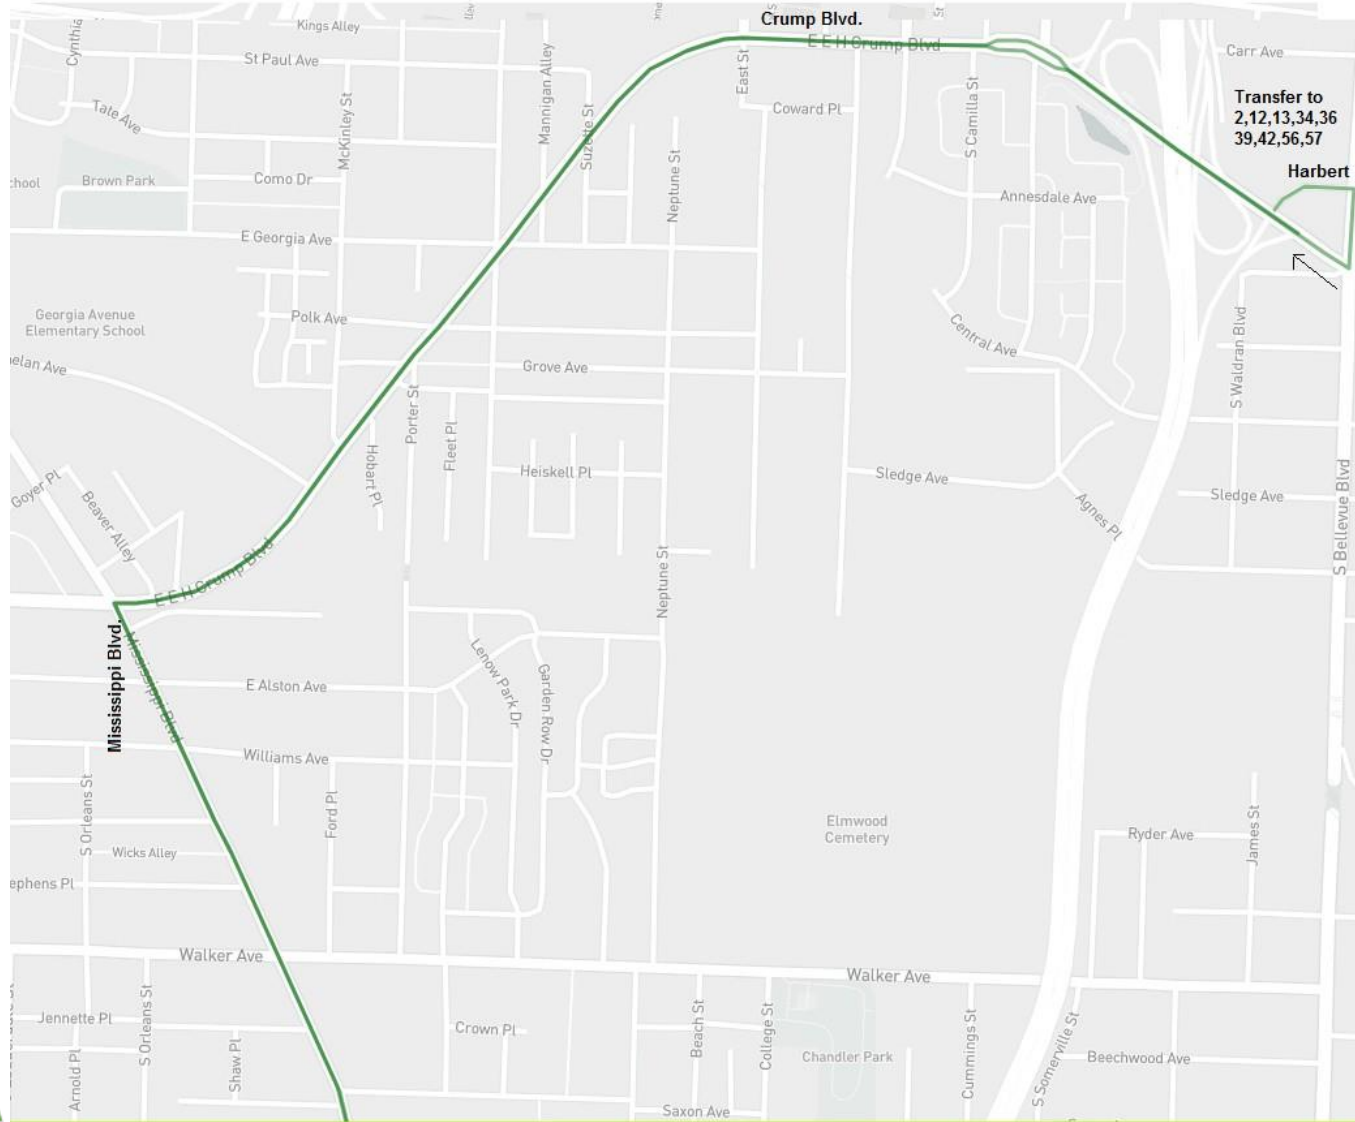 Crump Blvd.
Kings Alley
Cynthia
St Paul Ave
E E H Crump Blvd
Carr Ave
East St
Mannigan Alley
St
Tate Ave
McKinley St
Suzette St
Coward Pl
S Camilla St
Transfer to
2,12,13,34,36
39,42,56,57
Harbert
chool
Brown Park
Como Dr
Neptune St
Annesdale Ave
E Georgia Ave
Georgia Avenue
Elementary School
Polk Ave
Central Ave
S Waldran Blvd
elan Ave
Grove Ave
Porter St
Fleet Pl
Hobart Pl
Heiskell Pl
Sledge Ave
Sledge Ave
Goyer Pl
Beaver Alley
Agnes Pl
S Bellevue Blvd
E E H Crump Blvd
Neptune St
Mississippi Blvd.
Mississippi Blvd
E Alston Ave
Lenow Park Dr
Garden Row Dr
Williams Ave
S Orleans St
Ford Pl
Elmwood
Cemetery
Ryder Ave
James St
Wicks Alley
ephens Pl
Walker Ave
Walker Ave
Jennette Pl
S Orleans St
Crown Pl
Beach St
College St
Chandler Park
Cummings St
S Somerville St
Beechwood Ave
Arnold Pl
Shaw Pl
Saxon Ave